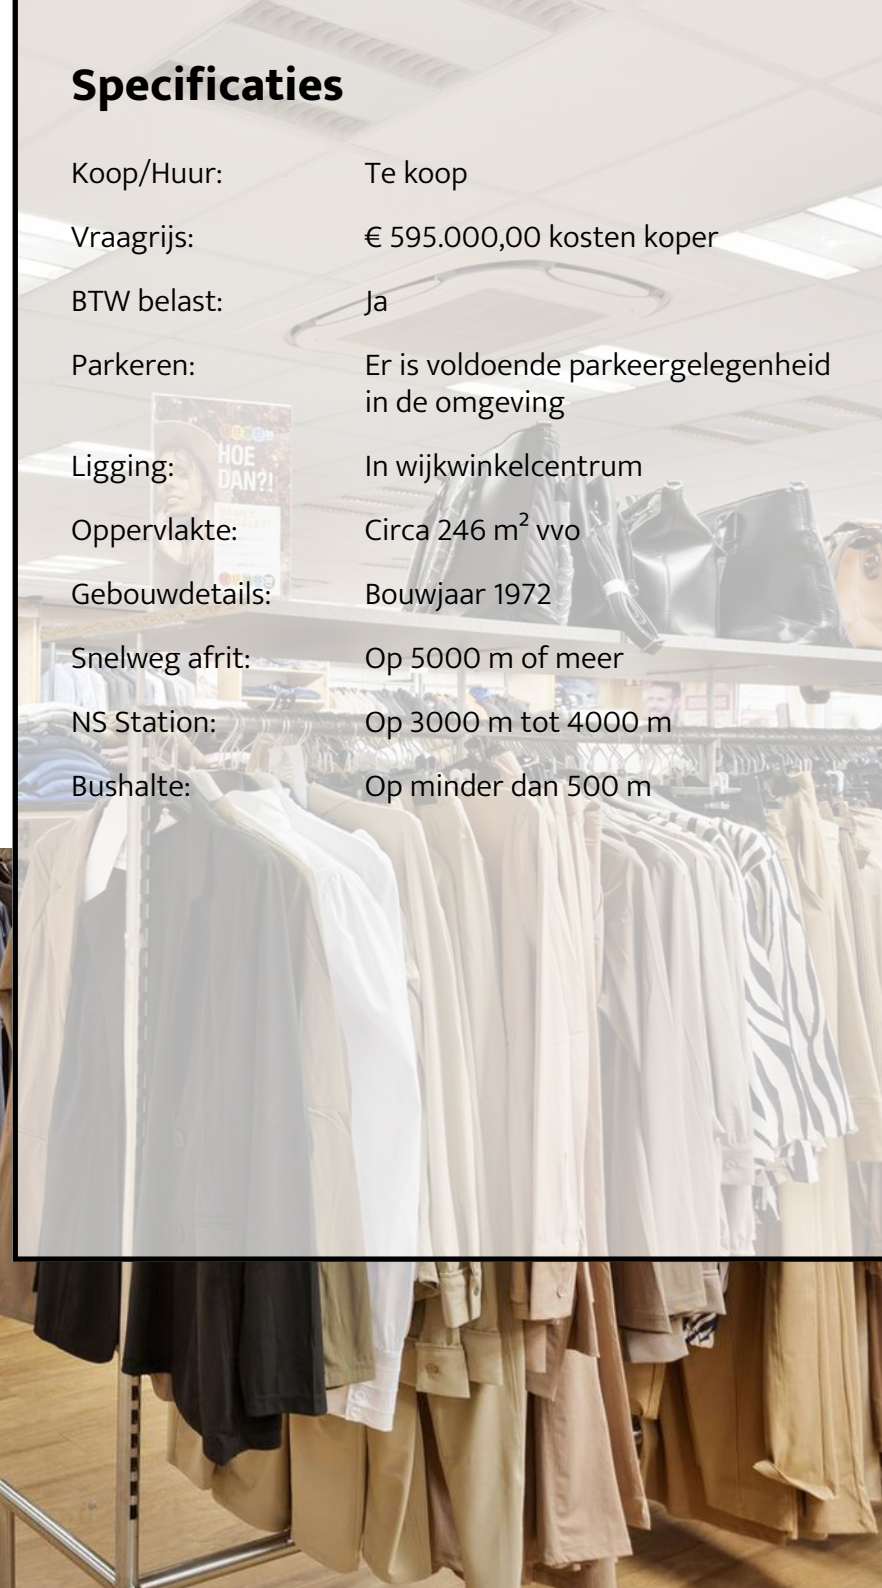 Specificaties
Koop/Huur: Te koop
Vraagrijs: € 595.000,00 kosten koper
BTW belast: Ja
Parkeren: Er is voldoende parkeergelegenheid
in de omgeving
Ligging: In wijkwinkelcentrum
Oppervlakte: Circa 246 m² vvo
Gebouwdetails: Bouwjaar 1972
Snelweg afrit: Op 5000 m of meer
NS Station: Op 3000 m tot 4000 m
Bushalte: Op minder dan 500 m
HOE
DAN?!